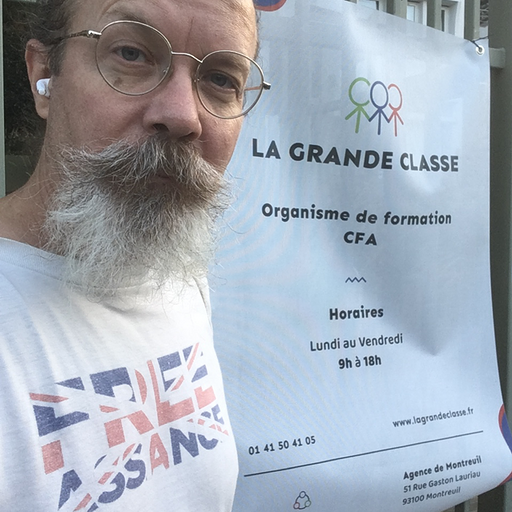 LA GRANDE CLASSE
Organisme de formation
CFA
Horaires
Lundi au Vendredi
9h à 18h
www.lagrandeclasse.fr
01 41 50 41 05
Agence de Montreuil
51 Rue Gaston Lauriau
93100 Montreuil
FREE
ASSANGE